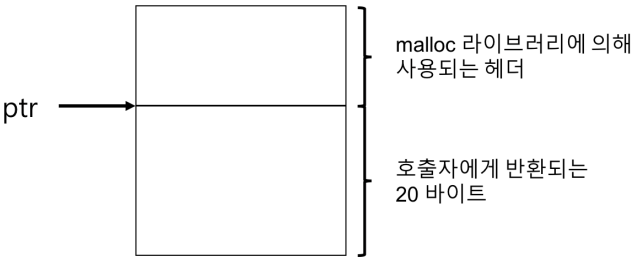 malloc 라이브러리에 의해
사용되는 헤더
ptr
호출자에게 반환되는
20 바이트